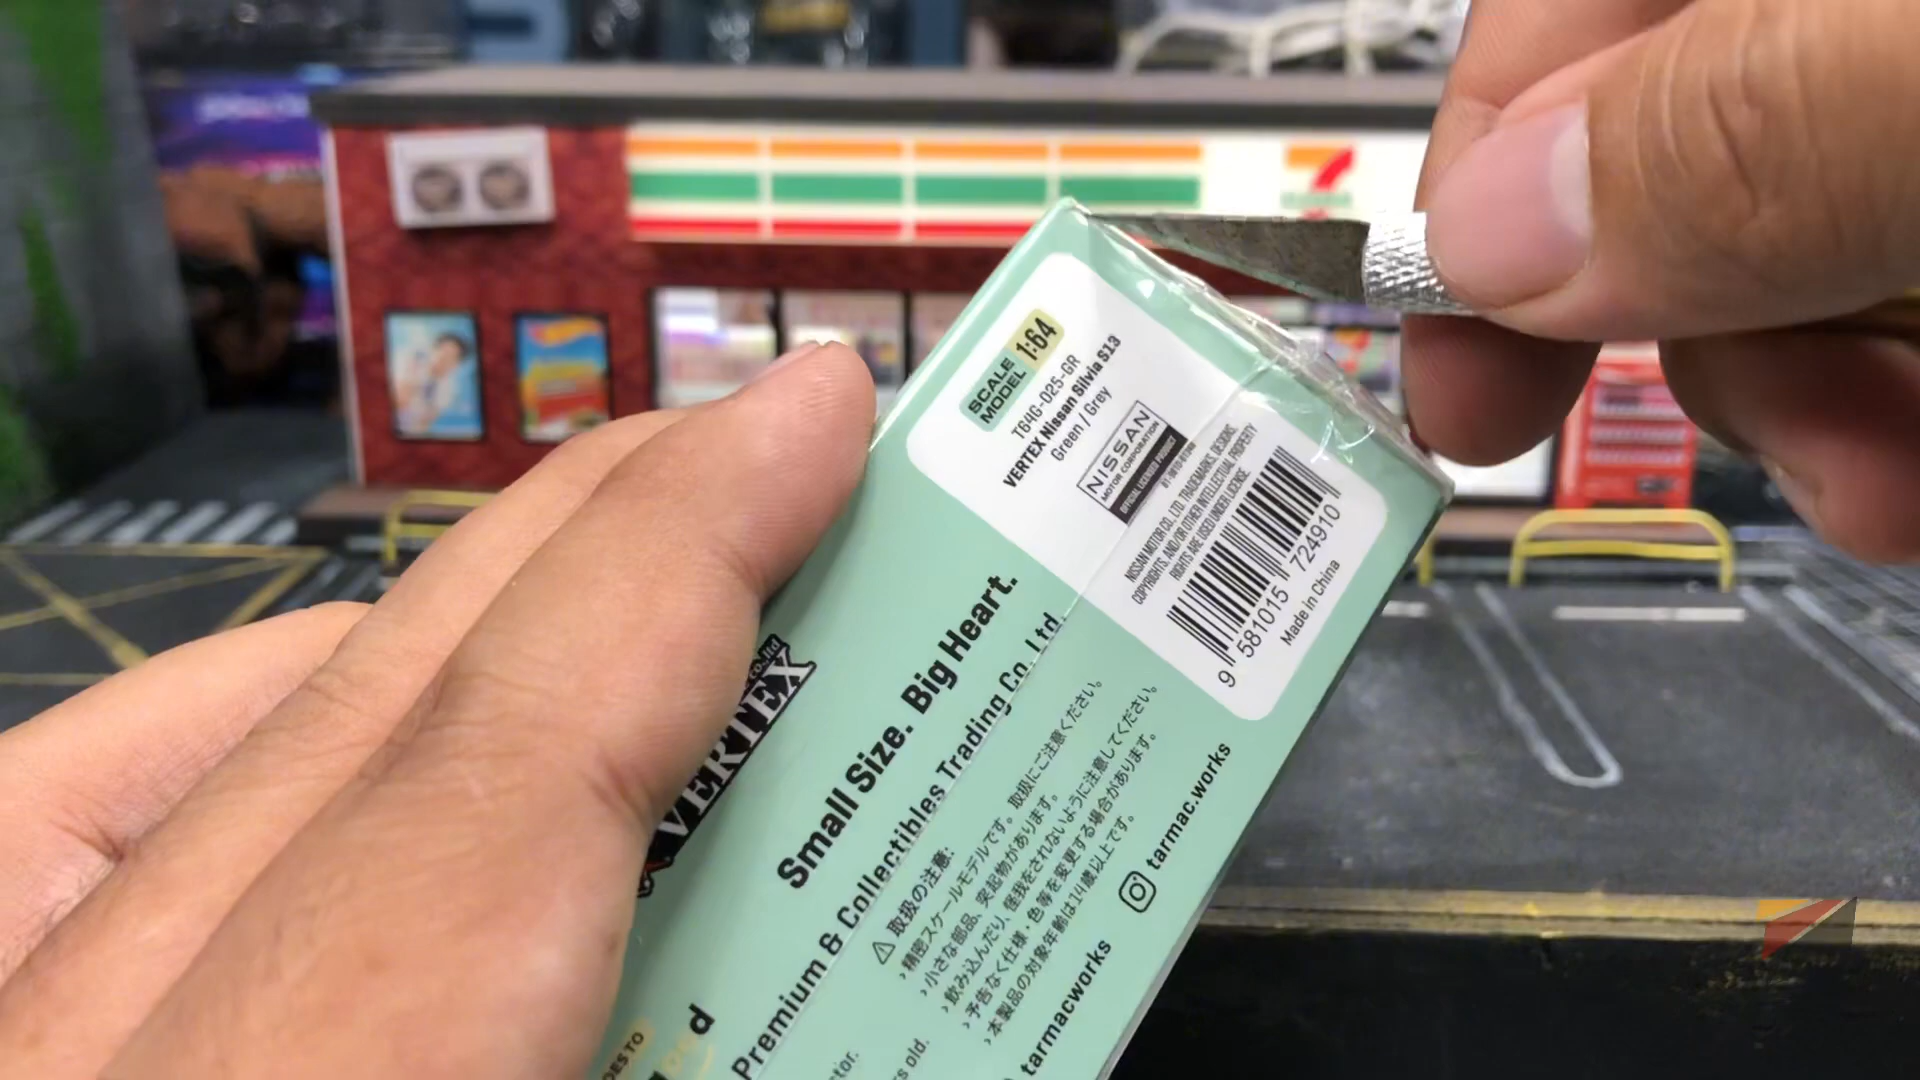 SCALE
MODEL
1:64
T64G-025-GR
VERTEX Nissan Silvia S13
Green / Grey
NISSAN
MOTOR CORPORATION
OFFICIAL LICENSED PRODUCT
NISSAN MOTOR CO., LTD. TRADEMARKS, DESIGNS,
COPYRIGHTS, AND/OR OTHER INTELLECTUAL PROPERTY
RIGHTS ARE USED UNDER LICENSE.
9 581015 724910
Made in China
VERTEX
co.,ltd
Small Size. Big Heart.
Premium & Collectibles Trading Co. Ltd.
⚠ 取扱の注意:
› 精密スケールモデルです。取扱にご注意ください。
› 小さな部品、突起物があります。
› 飲み込んだり、怪我をされないように注意してください。
› 予告なく仕様・色等を変更する場合があります。
› 本製品の対象年齢は14歳以上です。
tarmac.works
tarmacworks